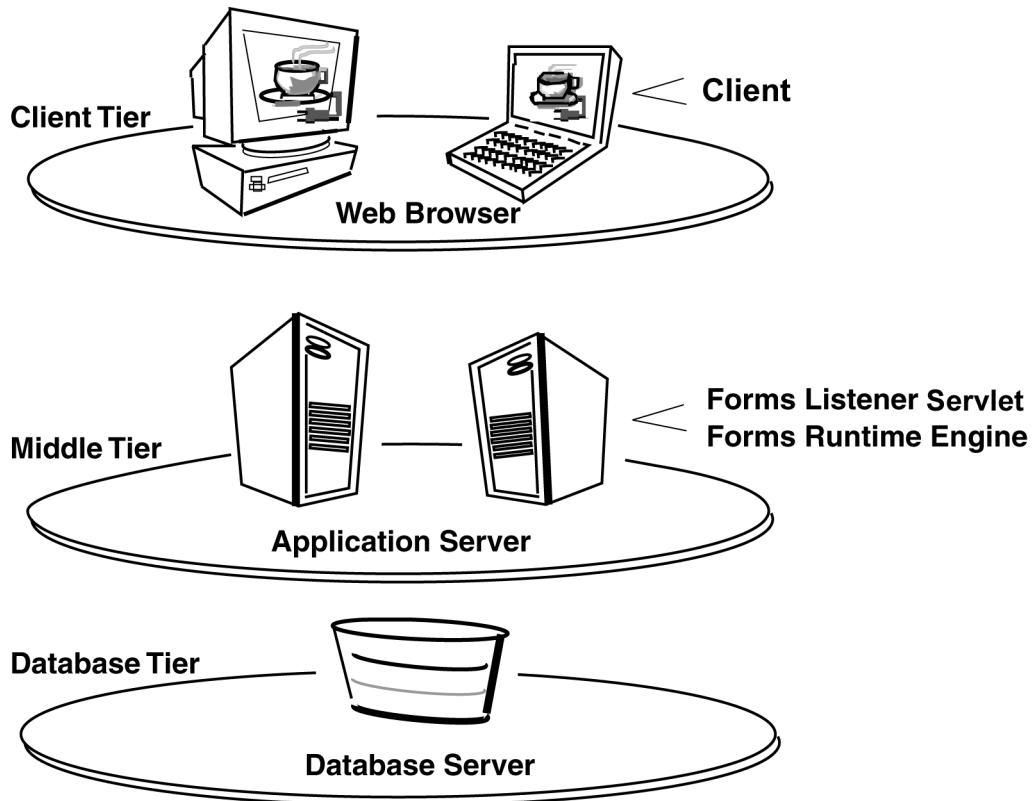 Client
Client Tier
Web Browser
Forms Listener Servlet
Forms Runtime Engine
Middle Tier
Application Server
Database Tier
Database Server